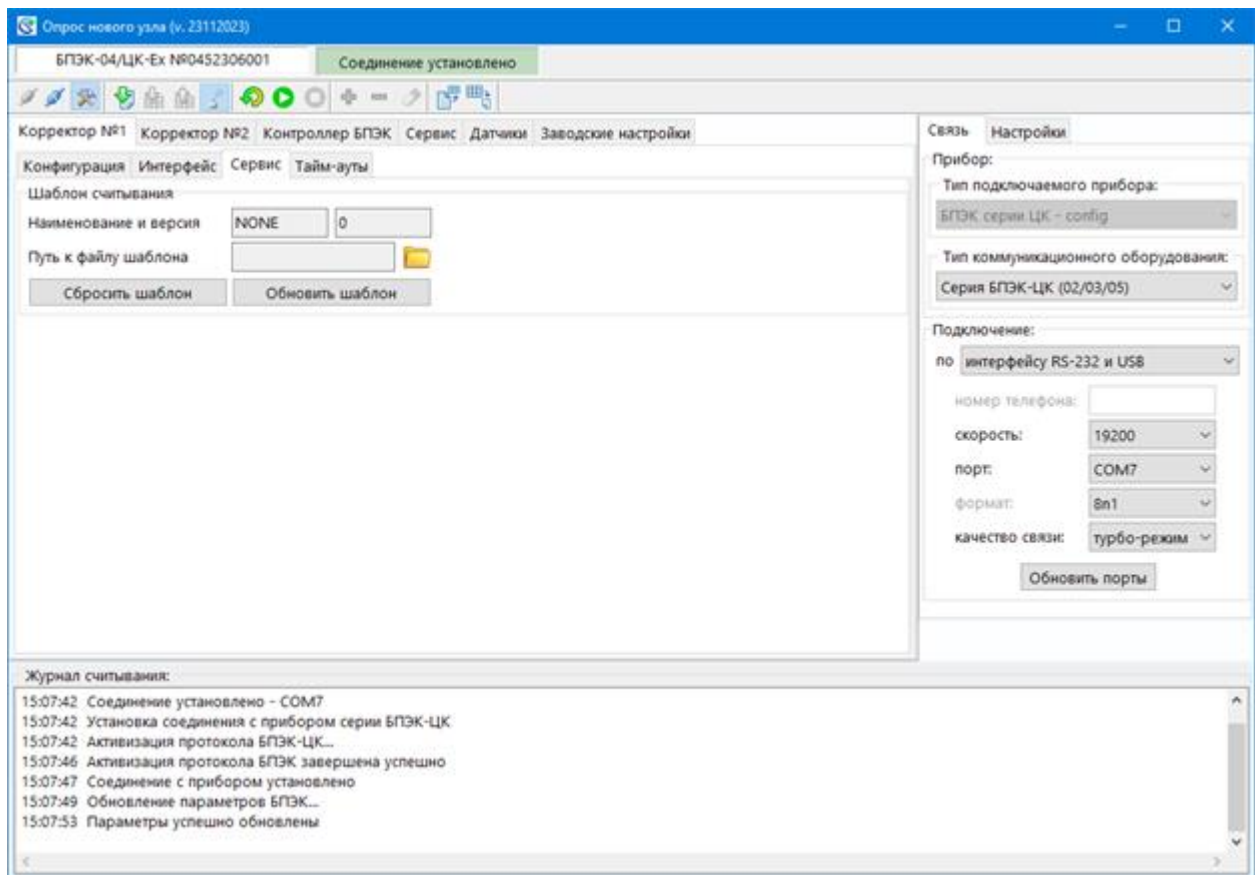 Опрос нового узла (v. 23112023)
БПЭК-04/ЦК-Ex №0452306001
Соединение установлено
Корректор №1 Корректор №2 Контроллер БПЭК Сервис Датчики Заводские настройки
Конфигурация Интерфейс Сервис Тайм-ауты
Шаблон считывания
Наименование и версия NONE 0
Путь к файлу шаблона
Сбросить шаблон Обновить шаблон
Связь Настройки
Прибор:
Тип подключаемого прибора:
БПЭК серии ЦК - config
Тип коммуникационного оборудования:
Серия БПЭК-ЦК (02/03/05)
Подключение:
по интерфейсу RS-232 и USB
номер телефона:
скорость: 19200
порт: COM7
формат: 8n1
качество связи: турбо-режим
Обновить порты
Журнал считывания:
15:07:42 Соединение установлено - COM7
15:07:42 Установка соединения с прибором серии БПЭК-ЦК
15:07:42 Активизация протокола БПЭК-ЦК...
15:07:46 Активизация протокола БПЭК завершена успешно
15:07:47 Соединение с прибором установлено
15:07:49 Обновление параметров БПЭК...
15:07:53 Параметры успешно обновлены